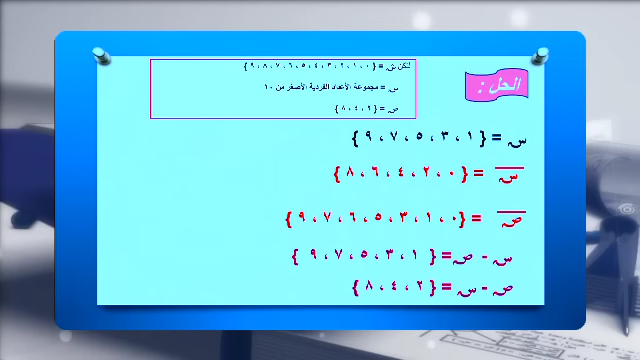 لتكن ش = { ٠ ، ١ ، ٢ ، ٣ ، ٤ ، ٥ ، ٦ ، ٧ ، ٨ ، ٩ }
س = مجموعة الأعداد الفردية الأصغر من ١٠
ص = { ٢ ، ٤ ، ٨ }
الحل :
س = { ١ ، ٣ ، ٥ ، ٧ ، ٩ }
س̅ = { ٠ ، ٢ ، ٤ ، ٦ ، ٨ }
ص̅ = { ٠ ، ١ ، ٣ ، ٥ ، ٦ ، ٧ ، ٩ }
س - ص = { ١ ، ٣ ، ٥ ، ٧ ، ٩ }
ص - س = { ٢ ، ٤ ، ٨ }